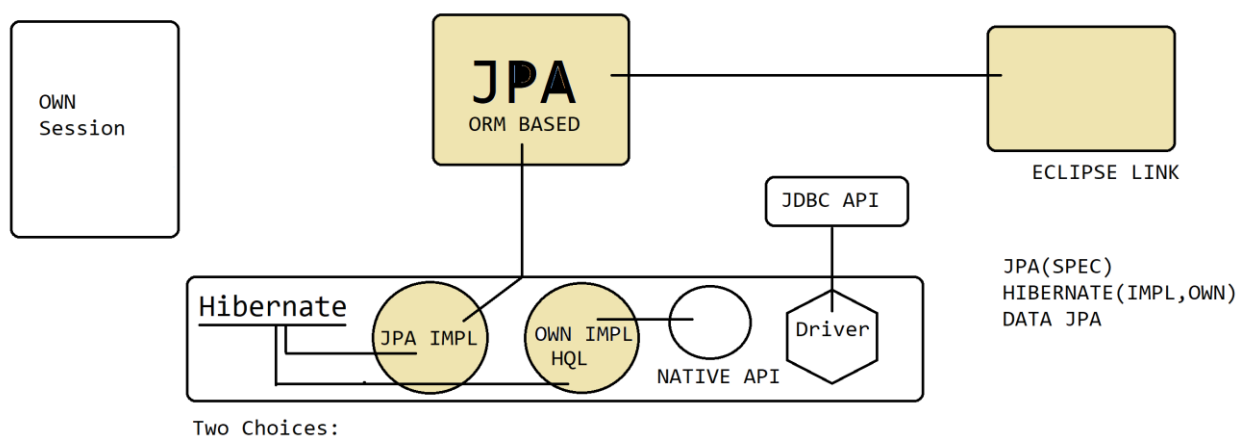 OWN
Session
JPA
ORM BASED
ECLIPSE LINK
JDBC API
JPA(SPEC)
HIBERNATE(IMPL,OWN)
DATA JPA
Hibernate
JPA IMPL
OWN IMPL
HQL
NATIVE API
Driver
Two Choices: